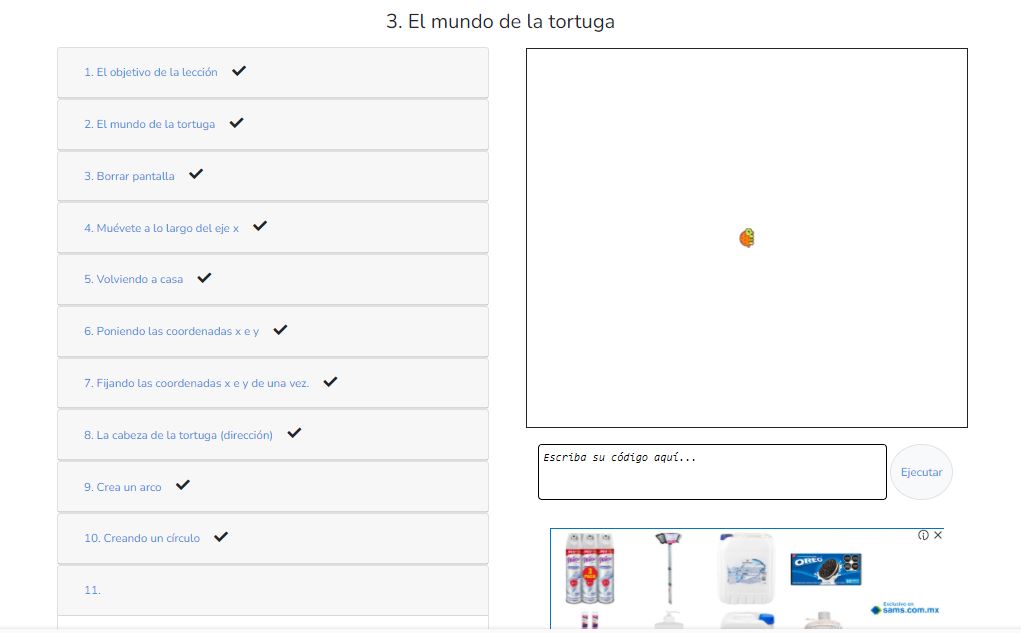 3. El mundo de la tortuga
1. El objetivo de la lección
2. El mundo de la tortuga
3. Borrar pantalla
4. Muévete a lo largo del eje x
5. Volviendo a casa
6. Poniendo las coordenadas x e y
7. Fijando las coordenadas x e y de una vez.
8. La cabeza de la tortuga (dirección)
9. Crea un arco
10. Creando un círculo
11.
Escriba su código aquí...
Ejecutar
OREO
Exclusivo en
sams.com.mx